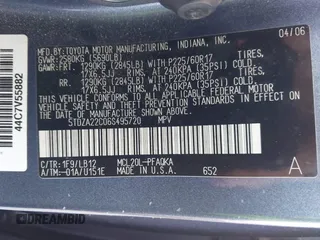 MFD. BY: TOYOTA MOTOR MANUFACTURING, INDIANA, INC. 04/06
GVWR: 2580KG (5690LB)
GAWR: FRT. 1290KG (2845LB) WITH P225/60R17 TIRES,
17X6.5JJ RIMS, AT 240KPA (35PSI) COLD
RR. 1290KG (2845LB) WITH P225/60R17 TIRES,
17X6.5JJ RIMS, AT 240KPA (35PSI) COLD
THIS VEHICLE CONFORMS TO ALL APPLICABLE FEDERAL MOTOR
VEHICLE SAFETY AND THEFT PREVENTION STANDARDS IN
EFFECT ON THE DATE OF MANUFACTURE SHOWN ABOVE.
5TDZA22C06S495720 MPV
C/TR: 1F9/LB12 MCL20L-PFAQKA A
A/TM: -01A/U151E MADE IN U.S.A. 652
44C7V55882
BIDFAX